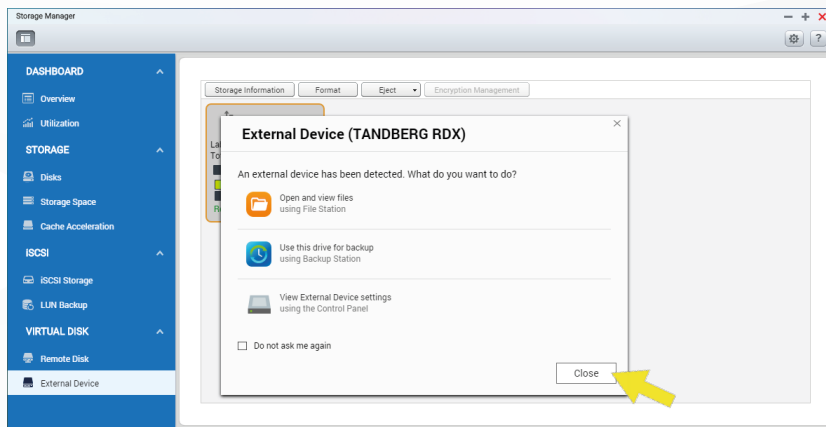 Storage Manager
?
DASHBOARD
Overview
Utilization
STORAGE
Disks
Storage Space
Cache Acceleration
ISCSI
iSCSI Storage
LUN Backup
VIRTUAL DISK
Remote Disk
External Device
Storage Information Format Eject Encryption Management
La
To
R
External Device (TANDBERG RDX)
An external device has been detected. What do you want to do?
Open and view files
using File Station
Use this drive for backup
using Backup Station
View External Device settings
using the Control Panel
Do not ask me again
Close